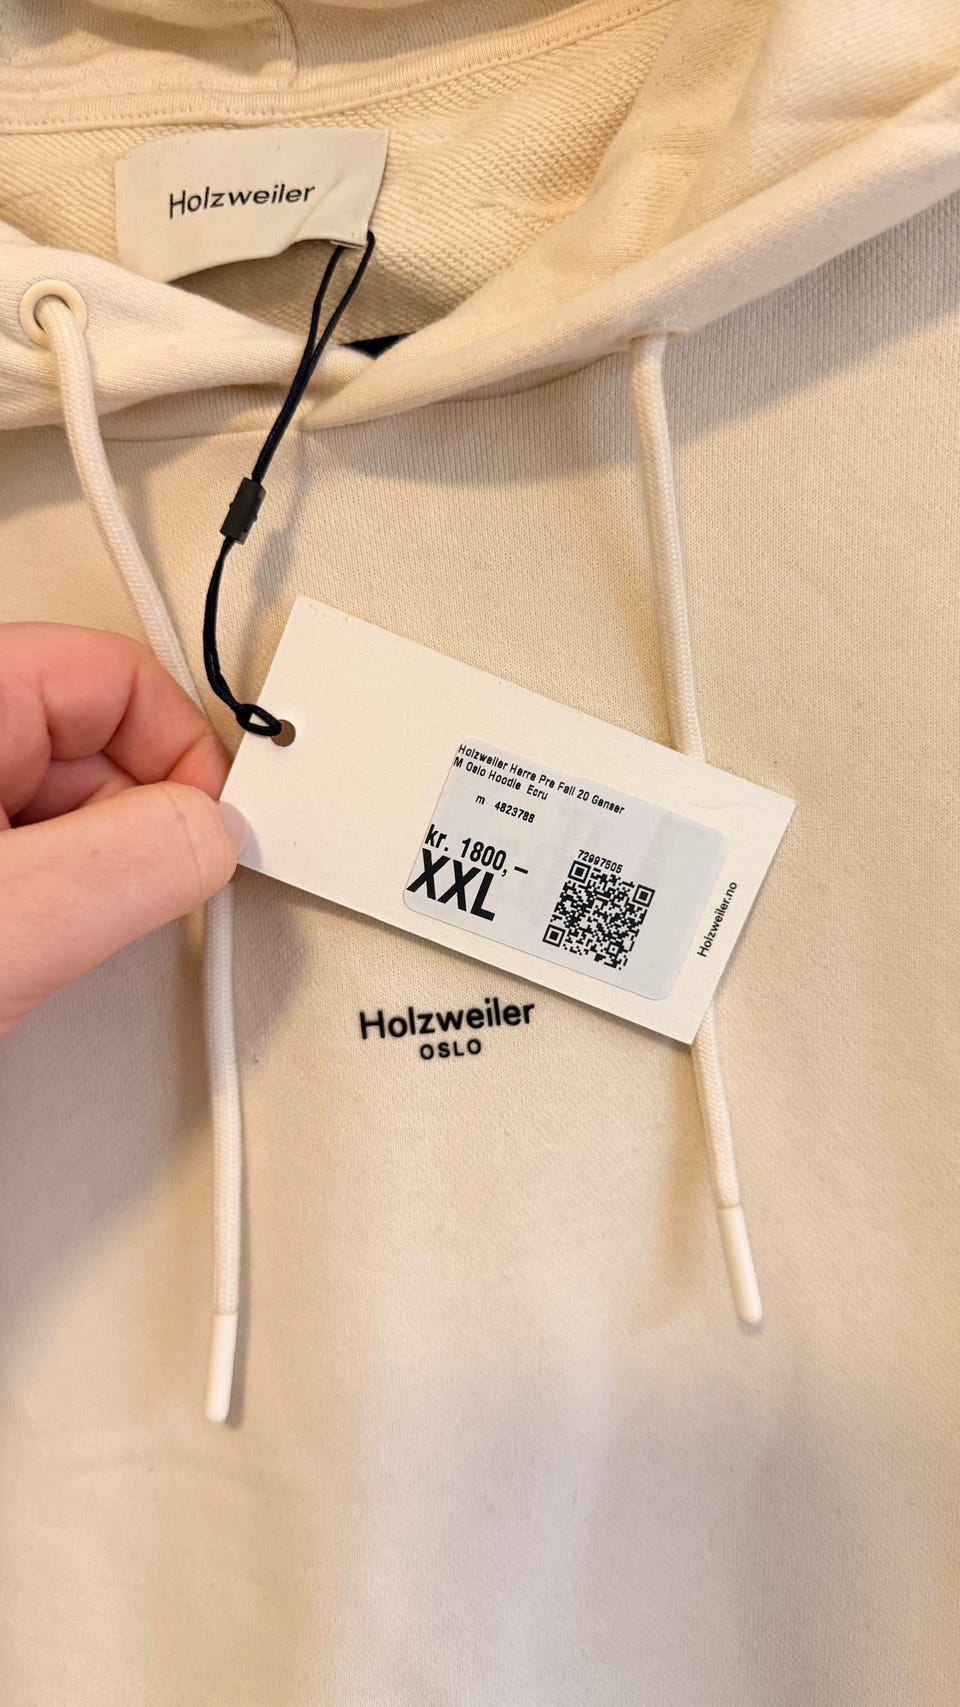 Holzweiler
Holzweiler Herre Pre Fall 20 Genser
M Oslo Hoodie Ecru
m 4823788
kr. 1800,–
XXL
72997505
Holzweiler.no
Holzweiler
OSLO